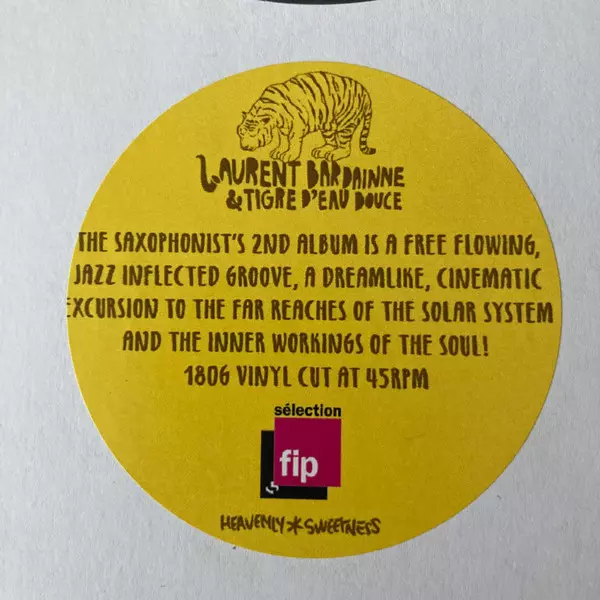 LAURENT BARDAINNE
& TIGRE D'EAU DOUCE
THE SAXOPHONIST'S 2ND ALBUM IS A FREE FLOWING,
JAZZ INFLECTED GROOVE, A DREAMLIKE, CINEMATIC
EXCURSION TO THE FAR REACHES OF THE SOLAR SYSTEM
AND THE INNER WORKINGS OF THE SOUL!
180G VINYL CUT AT 45RPM
sélection
fip
HEAVENLY*SWEETNESS